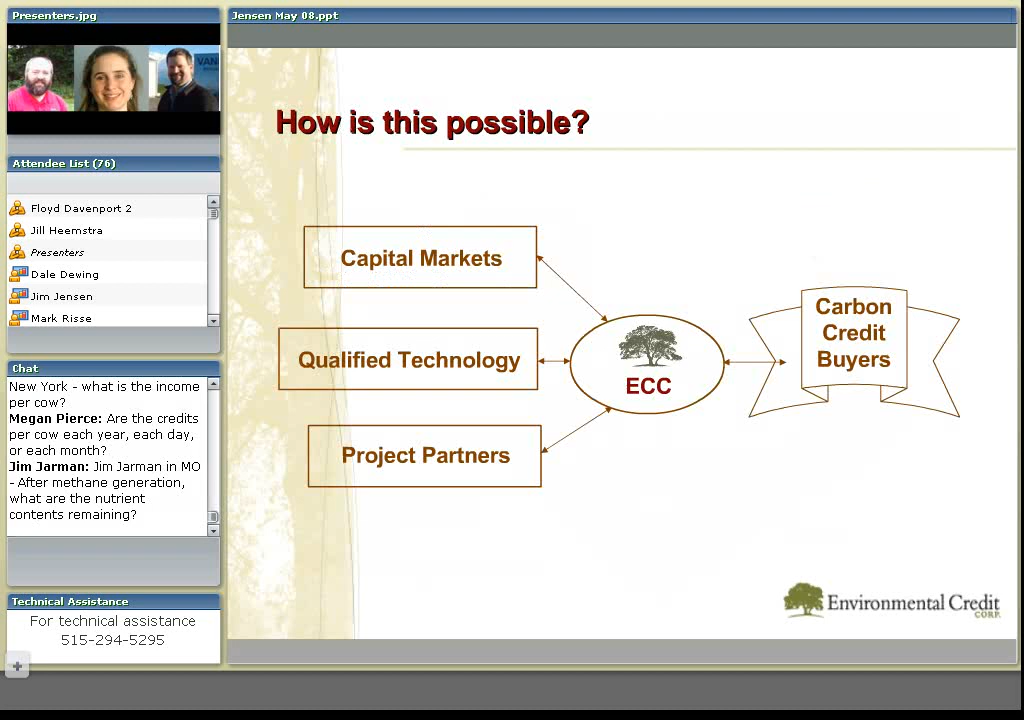 Presenters.jpg
VAN
Attendee List (76)
Floyd Davenport 2
Jill Heemstra
Presenters
Dale Dewing
Jim Jensen
Mark Risse
Chat
New York - what is the income
per cow?
Megan Pierce: Are the credits
per cow each year, each day,
or each month?
Jim Jarman: Jim Jarman in MO
- After methane generation,
what are the nutrient
contents remaining?
Technical Assistance
For technical assistance
515-294-5295
Jensen May 08.ppt
How is this possible?
Capital Markets
Qualified Technology
Project Partners
ECC
Carbon
Credit
Buyers
Environmental Credit
CORP.